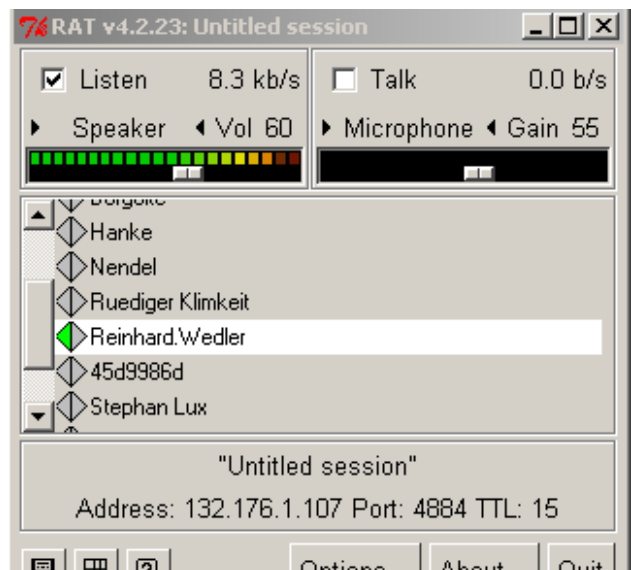 RAT v4.2.23: Untitled session
Listen 8.3 kb/s Talk 0.0 b/s
Speaker Vol 60 Microphone Gain 55
Borgolte
Hanke
Nendel
Ruediger Klimkeit
Reinhard.Wedler
45d9986d
Stephan Lux
"Untitled session"
Address: 132.176.1.107 Port: 4884 TTL: 15
Options... About... Quit